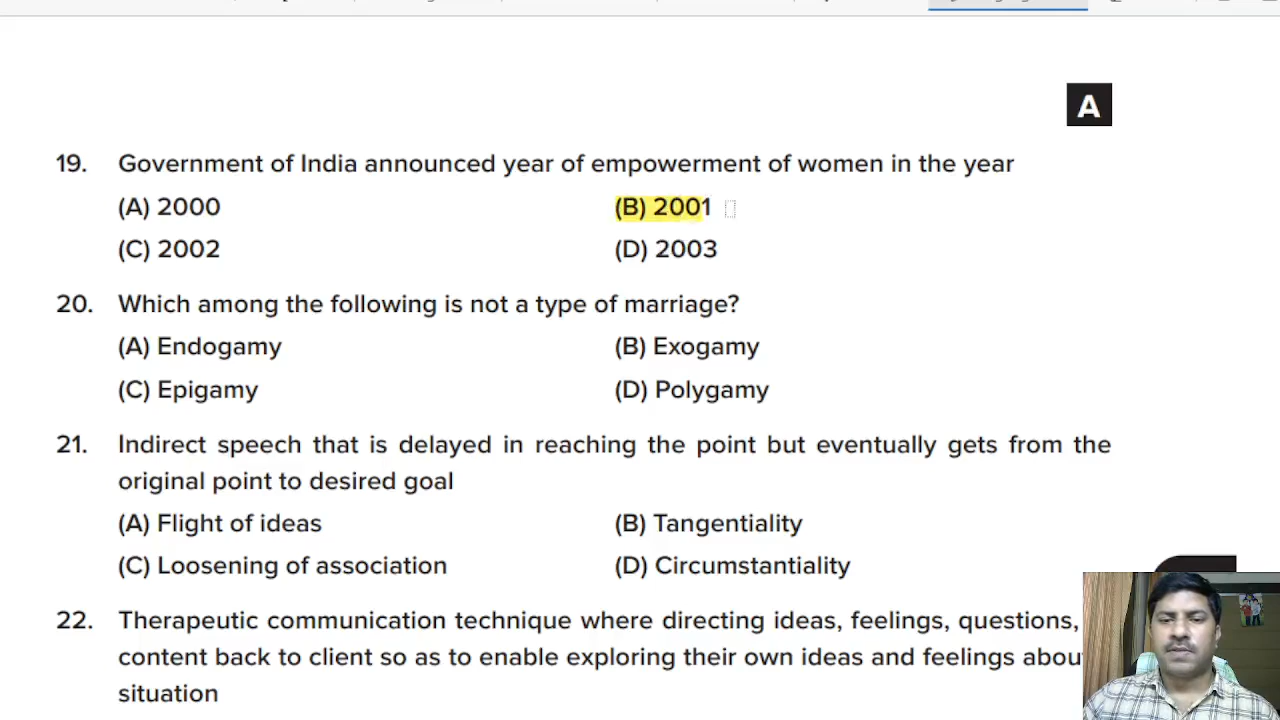 A
19. Government of India announced year of empowerment of women in the year
(A) 2000 (B) 2001
(C) 2002 (D) 2003
20. Which among the following is not a type of marriage?
(A) Endogamy (B) Exogamy
(C) Epigamy (D) Polygamy
21. Indirect speech that is delayed in reaching the point but eventually gets from the
original point to desired goal
(A) Flight of ideas (B) Tangentiality
(C) Loosening of association (D) Circumstantiality
22. Therapeutic communication technique where directing ideas, feelings, questions,
content back to client so as to enable exploring their own ideas and feelings
situation